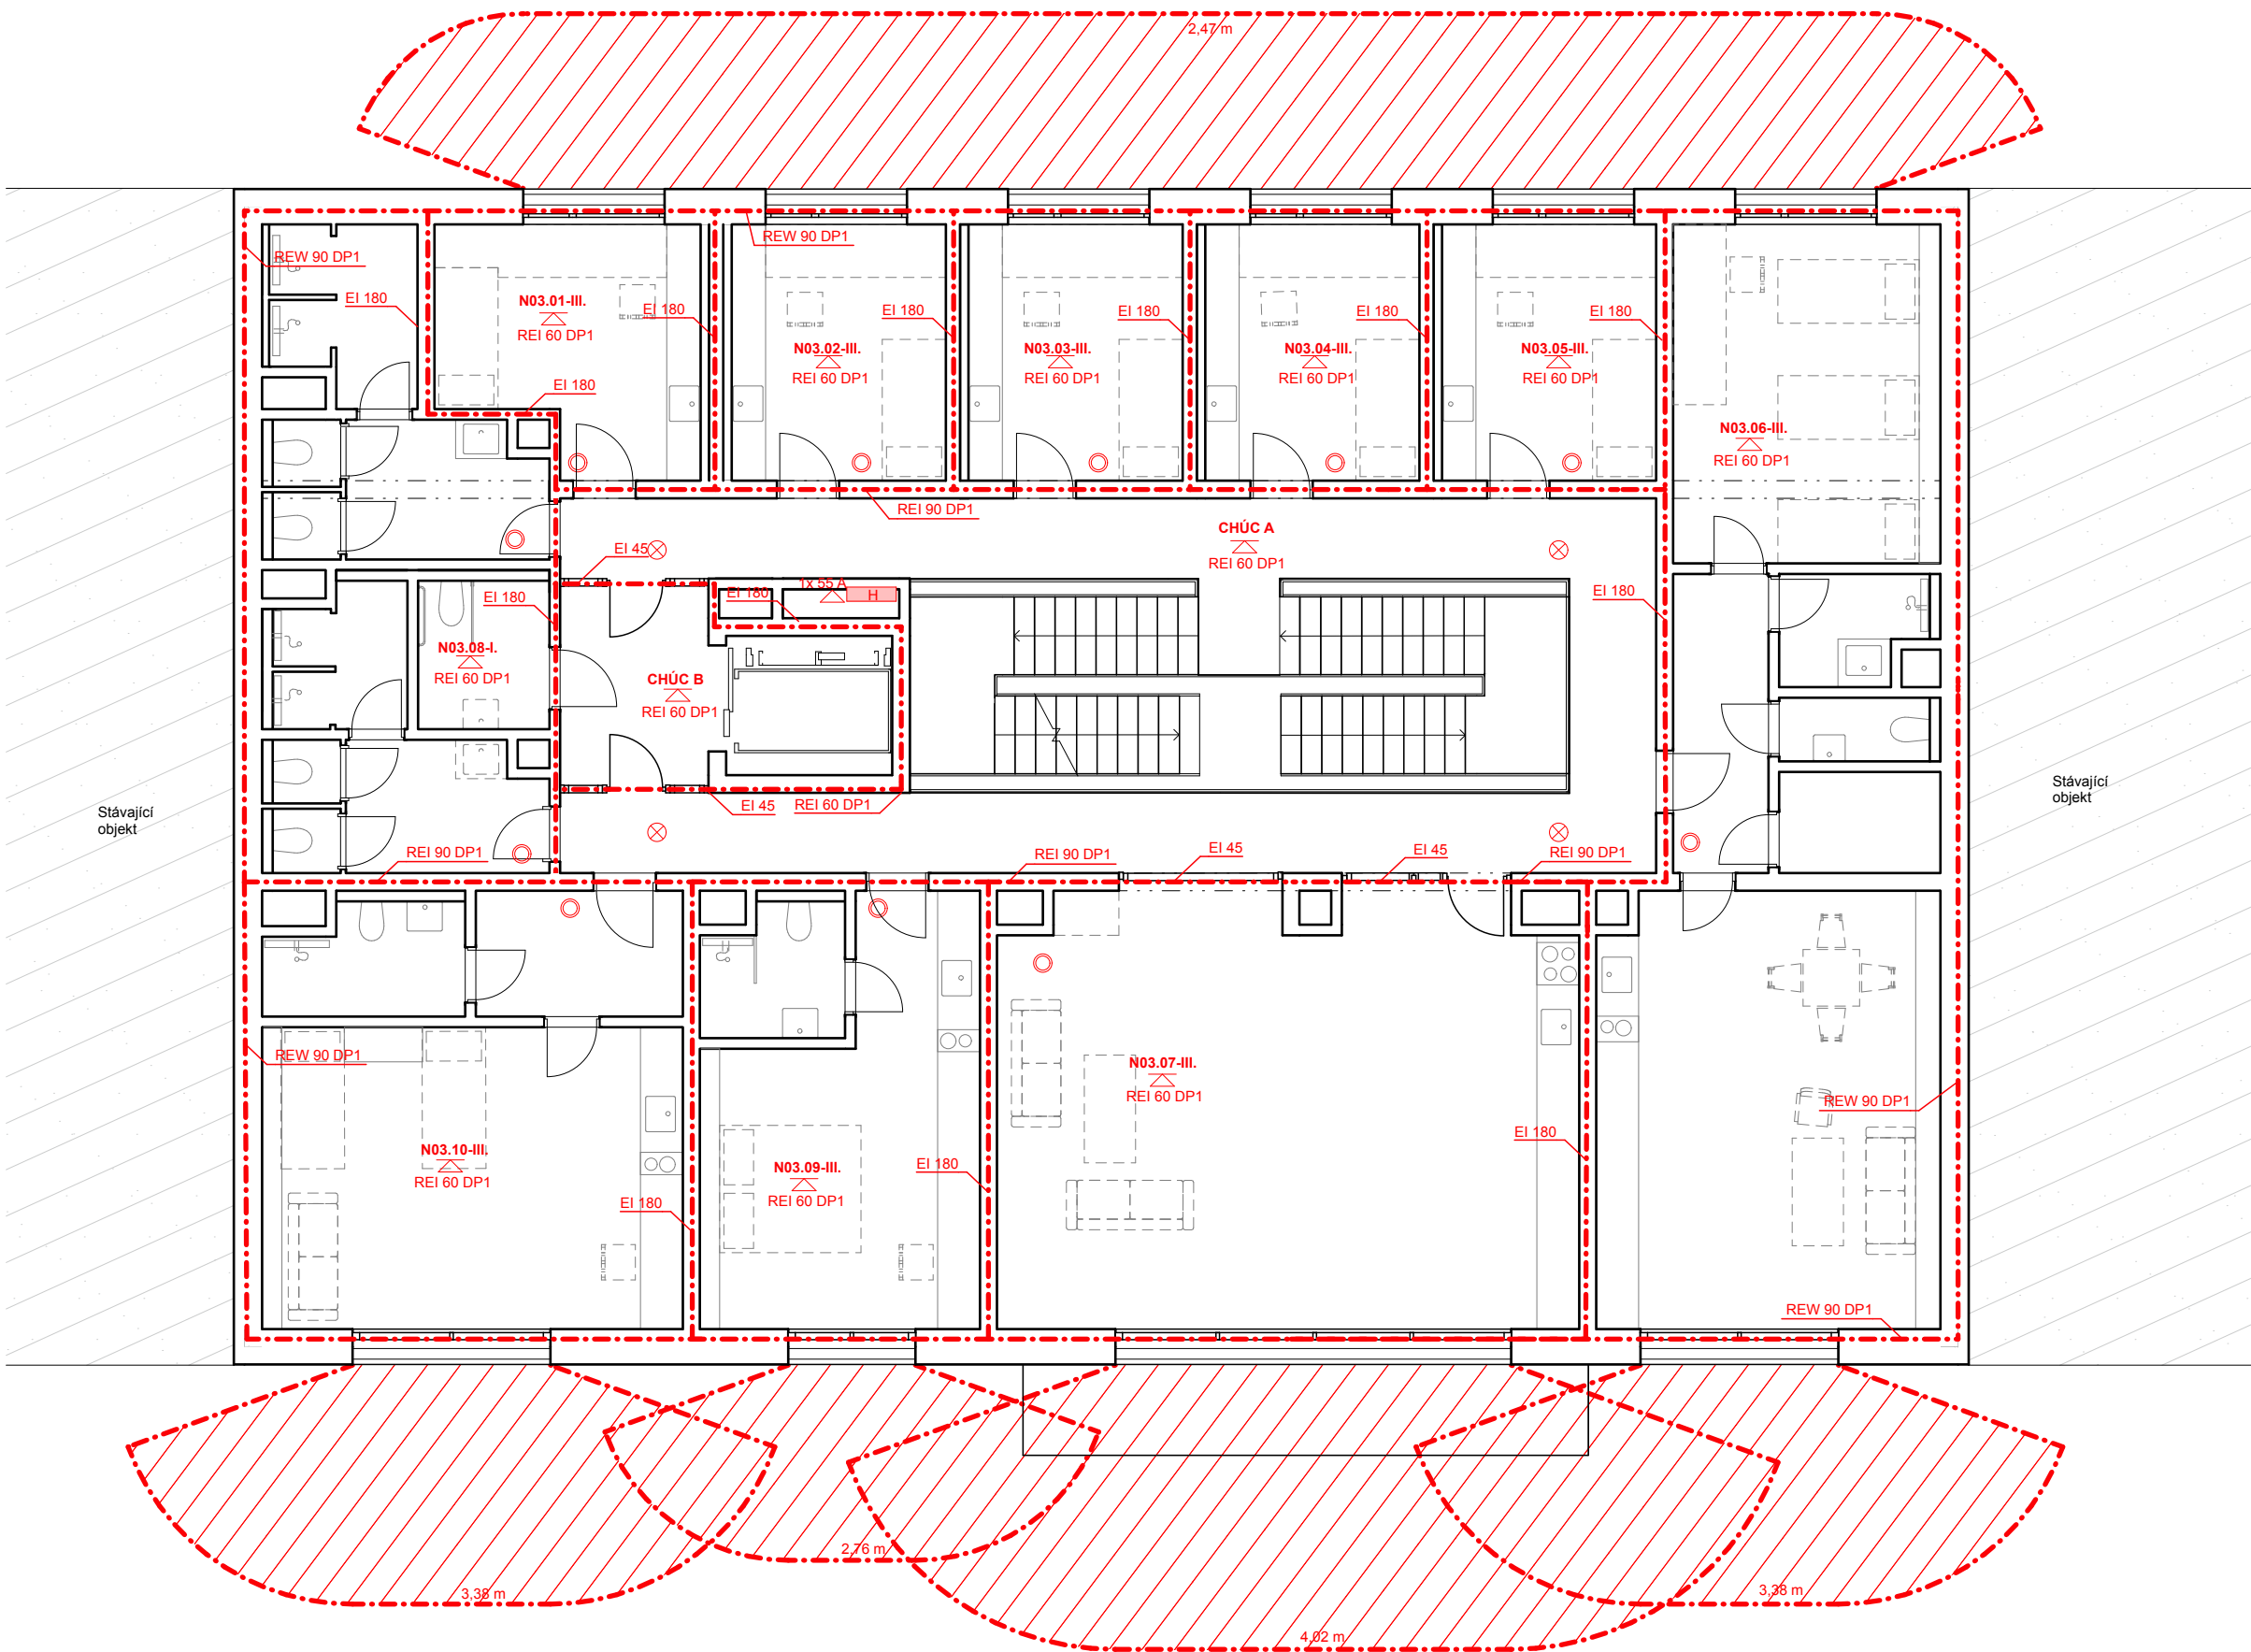 2,47 m
REW 90 DP1
REW 90 DP1
EI 180
N03.01-III.
REI 60 DP1
EI 180
EI 180
N03.02-III.
REI 60 DP1
EI 180
N03.03-III.
REI 60 DP1
EI 180
N03.04-III.
REI 60 DP1
EI 180
N03.05-III.
REI 60 DP1
EI 180
N03.06-III.
REI 60 DP1
REI 90 DP1
CHÚC A
REI 60 DP1
EI 45
1x 55 A
H
EI 180
EI 180
EI 180
N03.08-I.
REI 60 DP1
CHÚC B
REI 60 DP1
Stávající
objekt
Stávající
objekt
EI 45
REI 60 DP1
REI 90 DP1
REI 90 DP1
EI 45
EI 45
REI 90 DP1
REW 90 DP1
N03.07-III.
REI 60 DP1
REW 90 DP1
N03.10-III.
REI 60 DP1
EI 180
N03.09-III.
REI 60 DP1
EI 180
EI 180
REW 90 DP1
2,76 m
3,38 m
3,38 m
4,02 m